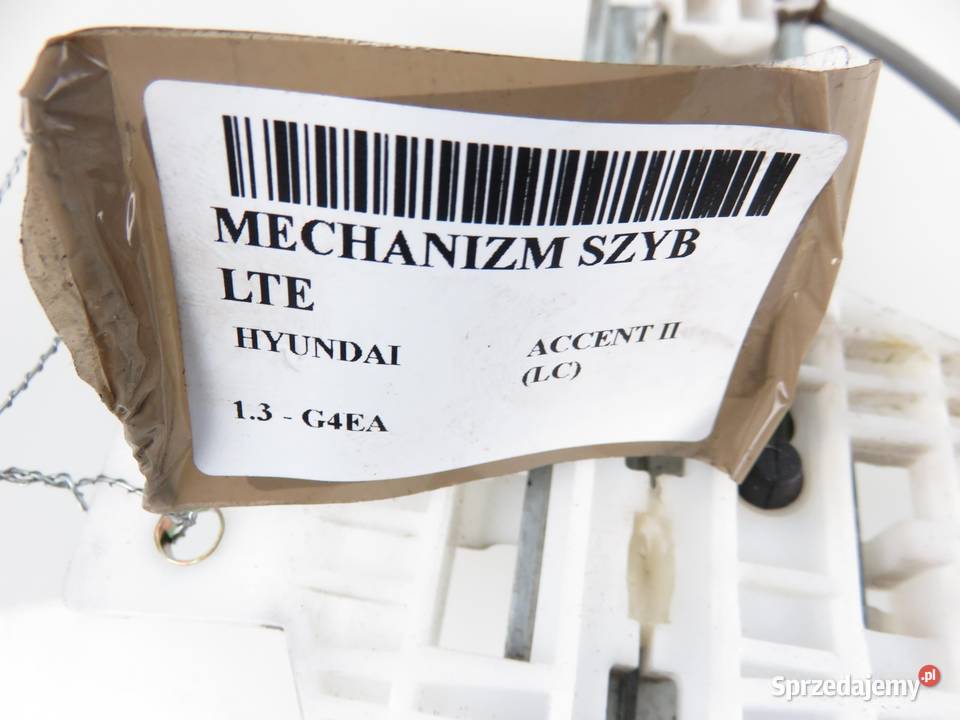 MECHANIZM SZYB
LTE
HYUNDAI
ACCENT II
(LC)
1.3 - G4EA
Sprzedajemy.pl